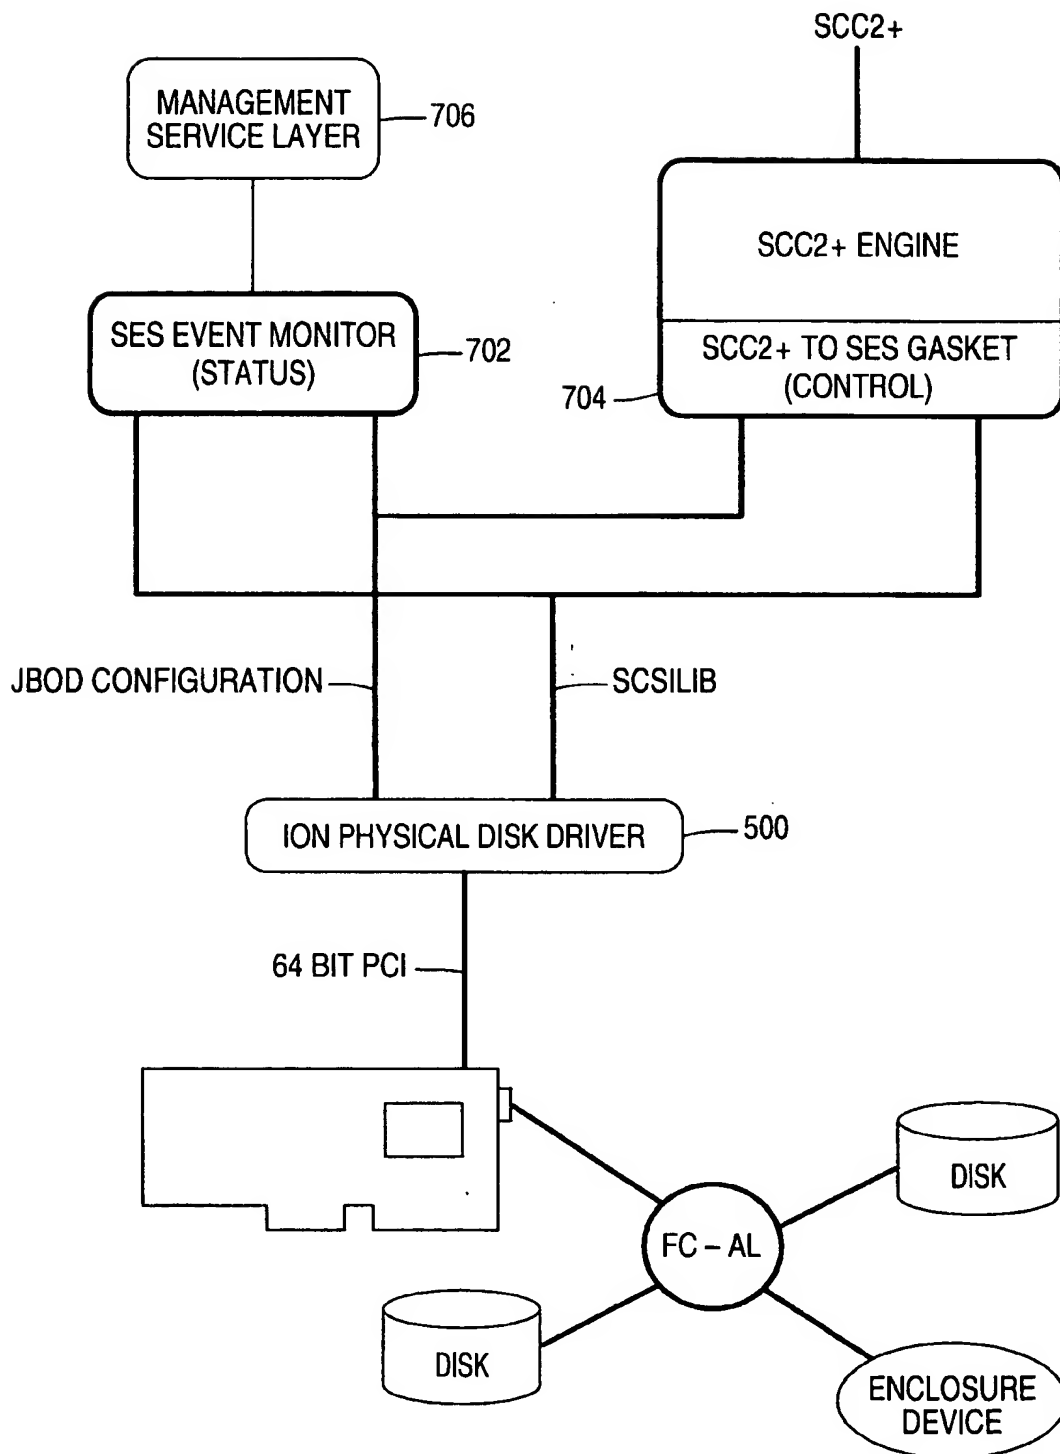 SCC2+
MANAGEMENT
SERVICE LAYER
706
SCC2+ ENGINE
SES EVENT MONITOR
(STATUS)
702
SCC2+ TO SES GASKET
(CONTROL)
704
JBOD CONFIGURATION
SCSILIB
ION PHYSICAL DISK DRIVER
500
64 BIT PCI
DISK
FC – AL
DISK
ENCLOSURE
DEVICE